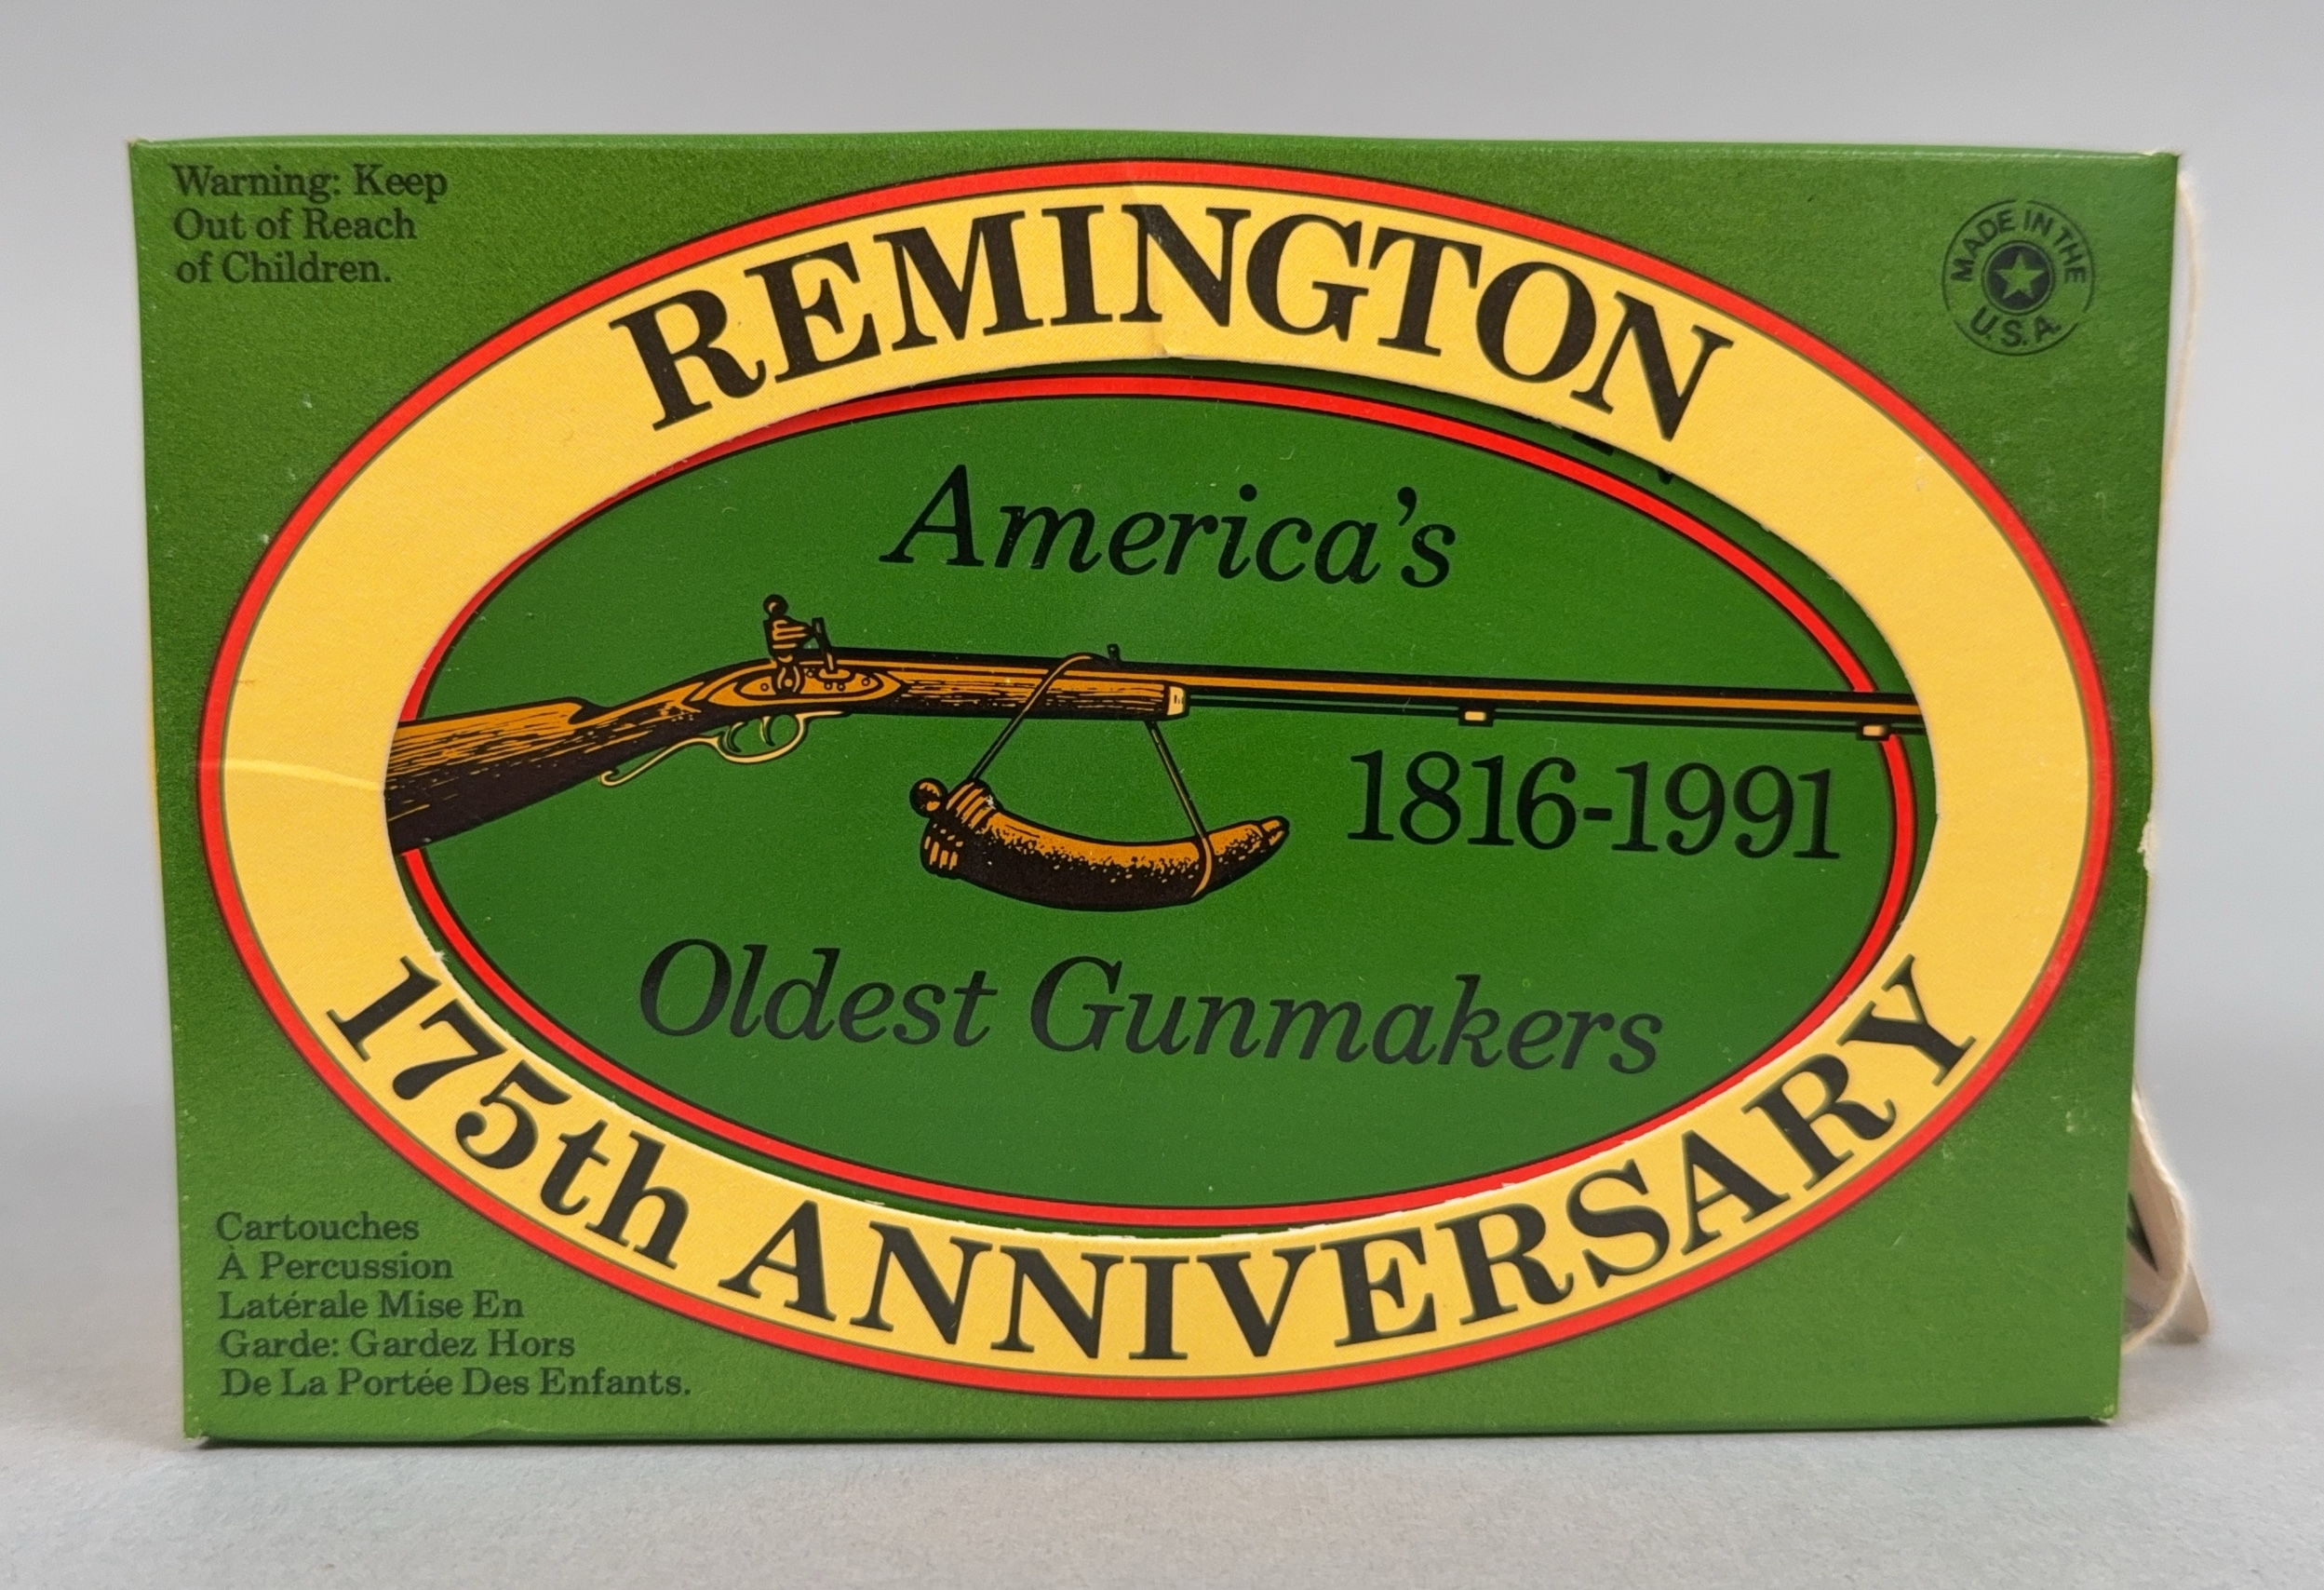 Warning: Keep
Out of Reach
of Children.
MADE IN THE
U.S.A.
REMINGTON
America's
1816-1991
Oldest Gunmakers
175th ANNIVERSARY
Cartouches
À Percussion
Latérale Mise En
Garde: Gardez Hors
De La Portée Des Enfants.